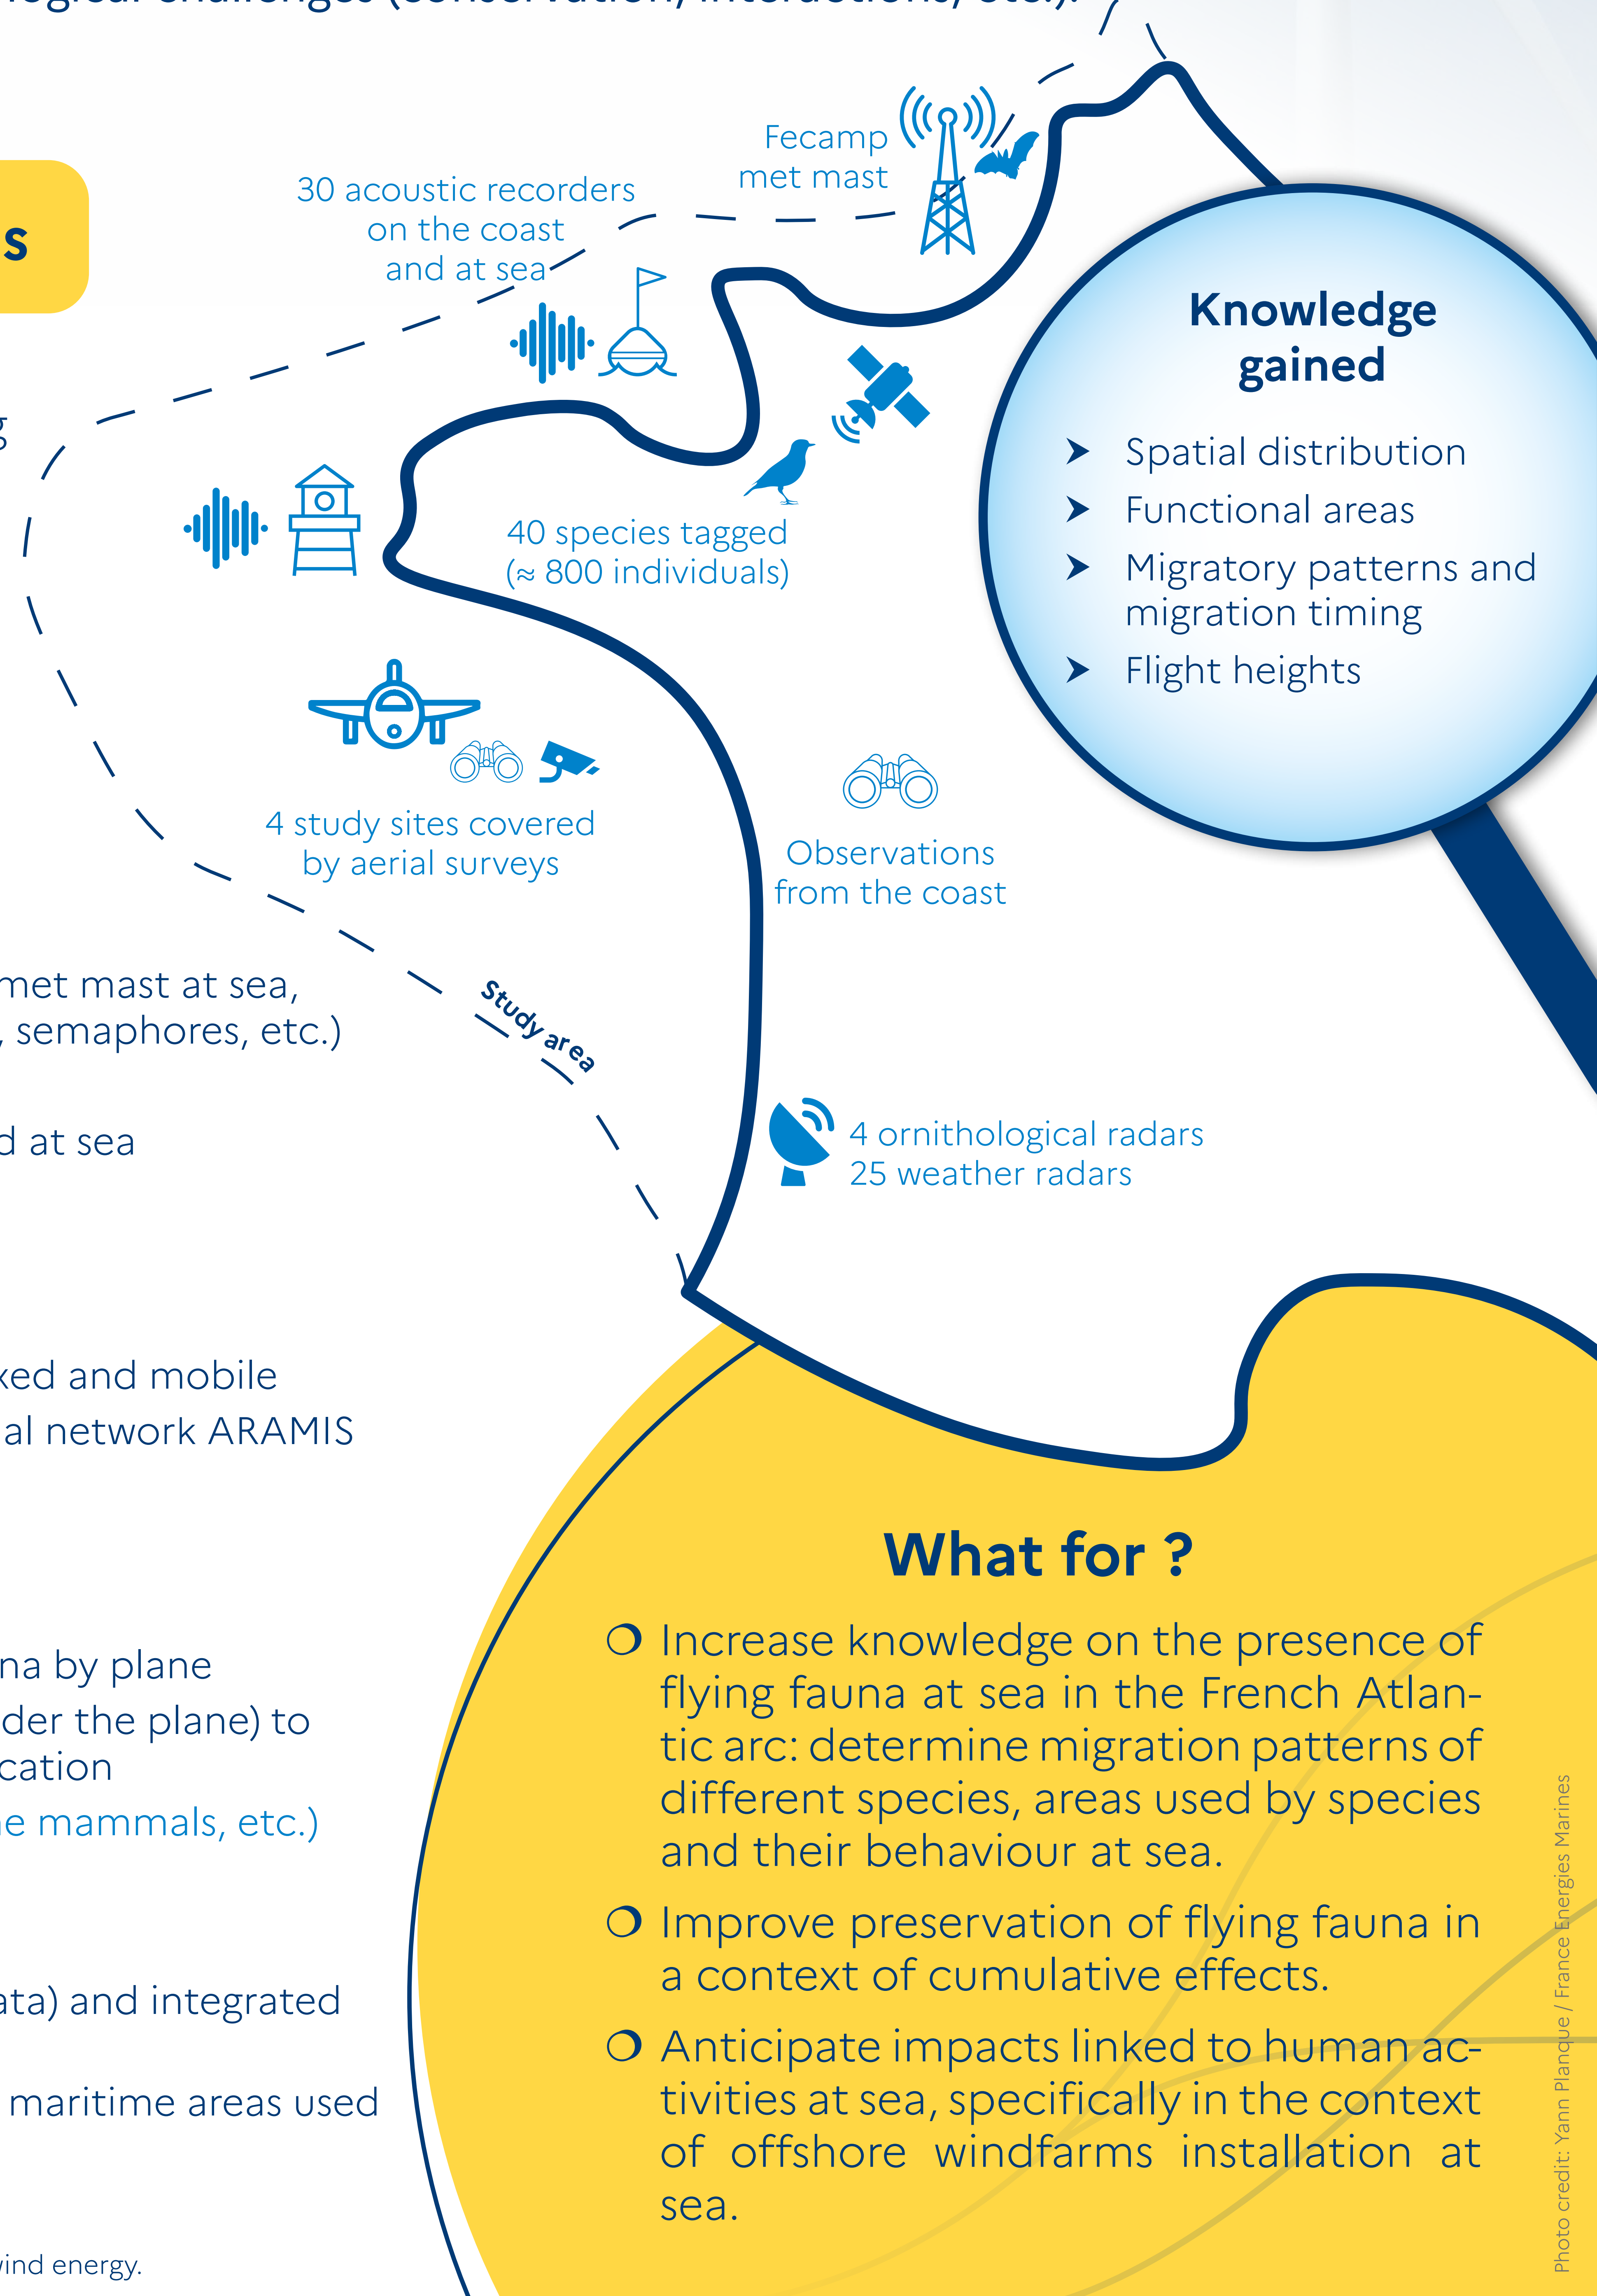 Fecamp
met mast
30 acoustic recorders
on the coast
and at sea
s
Knowledge
gained
➤ Spatial distribution
➤ Functional areas
➤ Migratory patterns and
migration timing
➤ Flight heights
g
40 species tagged
(≈ 800 individuals)
4 study sites covered
by aerial surveys
Observations
from the coast
met mast at sea,
, semaphores, etc.)
Study area
d at sea
4 ornithological radars
25 weather radars
xed and mobile
al network ARAMIS
na by plane
der the plane) to
cation
e mammals, etc.)
ata) and integrated
maritime areas used
ind energy.
What for ?
❍ Increase knowledge on the presence of
flying fauna at sea in the French Atlan-
tic arc: determine migration patterns of
different species, areas used by species
and their behaviour at sea.
❍ Improve preservation of flying fauna in
a context of cumulative effects.
❍ Anticipate impacts linked to human ac-
tivities at sea, specifically in the context
of offshore windfarms installation at
sea.
Photo credit: Yann Planque / France Energies Marines